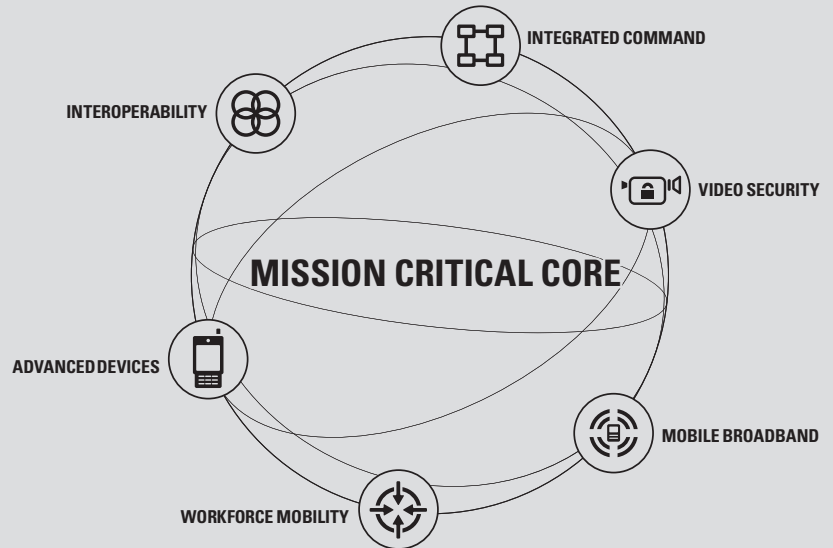 INTEGRATED COMMAND
INTEROPERABILITY
VIDEO SECURITY
MISSION CRITICAL CORE
ADVANCED DEVICES
MOBILE BROADBAND
WORKFORCE MOBILITY